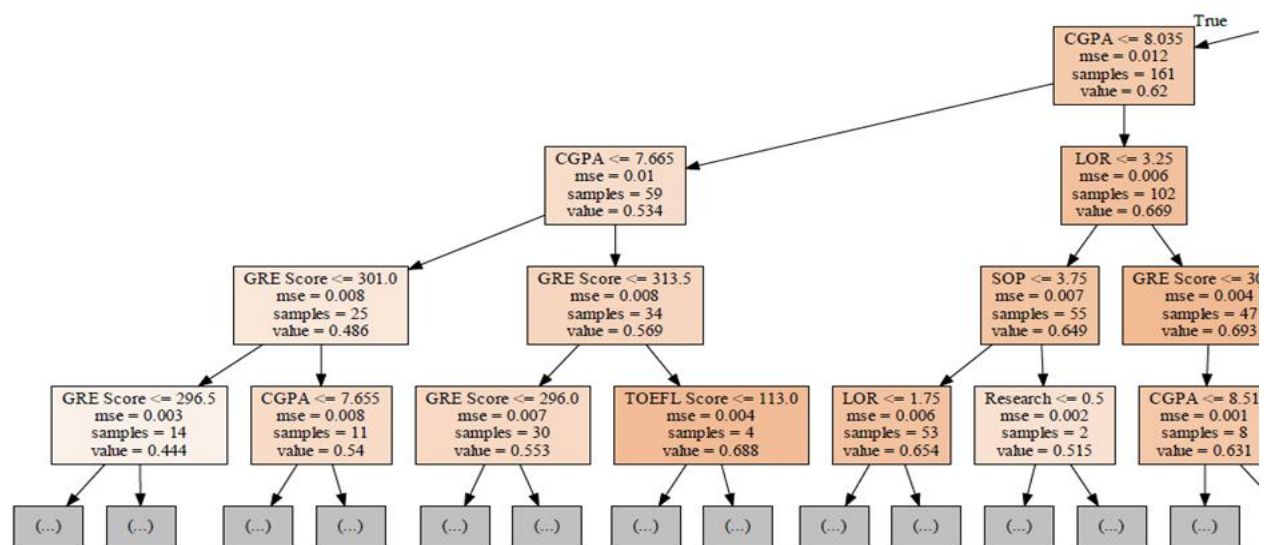 True
CGPA <= 8.035
mse = 0.012
samples = 161
value = 0.62
CGPA <= 7.665
mse = 0.01
samples = 59
value = 0.534
LOR <= 3.25
mse = 0.006
samples = 102
value = 0.669
GRE Score <= 301.0
mse = 0.008
samples = 25
value = 0.486
GRE Score <= 313.5
mse = 0.008
samples = 34
value = 0.569
SOP <= 3.75
mse = 0.007
samples = 55
value = 0.649
GRE Score <= 30
mse = 0.004
samples = 47
value = 0.693
GRE Score <= 296.5
mse = 0.003
samples = 14
value = 0.444
CGPA <= 7.655
mse = 0.008
samples = 11
value = 0.54
GRE Score <= 296.0
mse = 0.007
samples = 30
value = 0.553
TOEFL Score <= 113.0
mse = 0.004
samples = 4
value = 0.688
LOR <= 1.75
mse = 0.006
samples = 53
value = 0.654
Research <= 0.5
mse = 0.002
samples = 2
value = 0.515
CGPA <= 8.51
mse = 0.001
samples = 8
value = 0.631
(...)
(...)
(...)
(...)
(...)
(...)
(...)
(...)
(...)
(...)
(...)
(...)
(...)